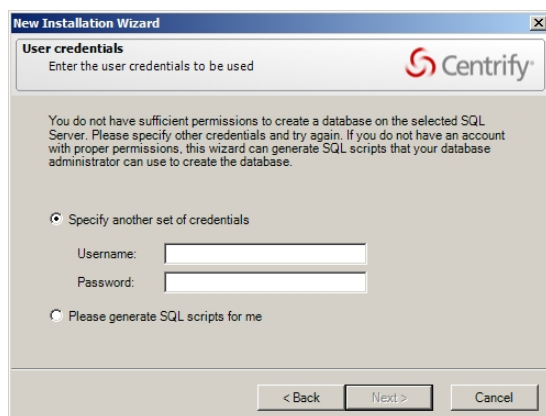 New Installation Wizard
User credentials
Enter the user credentials to be used
Centrify
You do not have sufficient permissions to create a database on the selected SQL
Server. Please specify other credentials and try again. If you do not have an account
with proper permissions, this wizard can generate SQL scripts that your database
administrator can use to create the database.
Specify another set of credentials
Username:
Password:
Please generate SQL scripts for me
< Back
Next >
Cancel